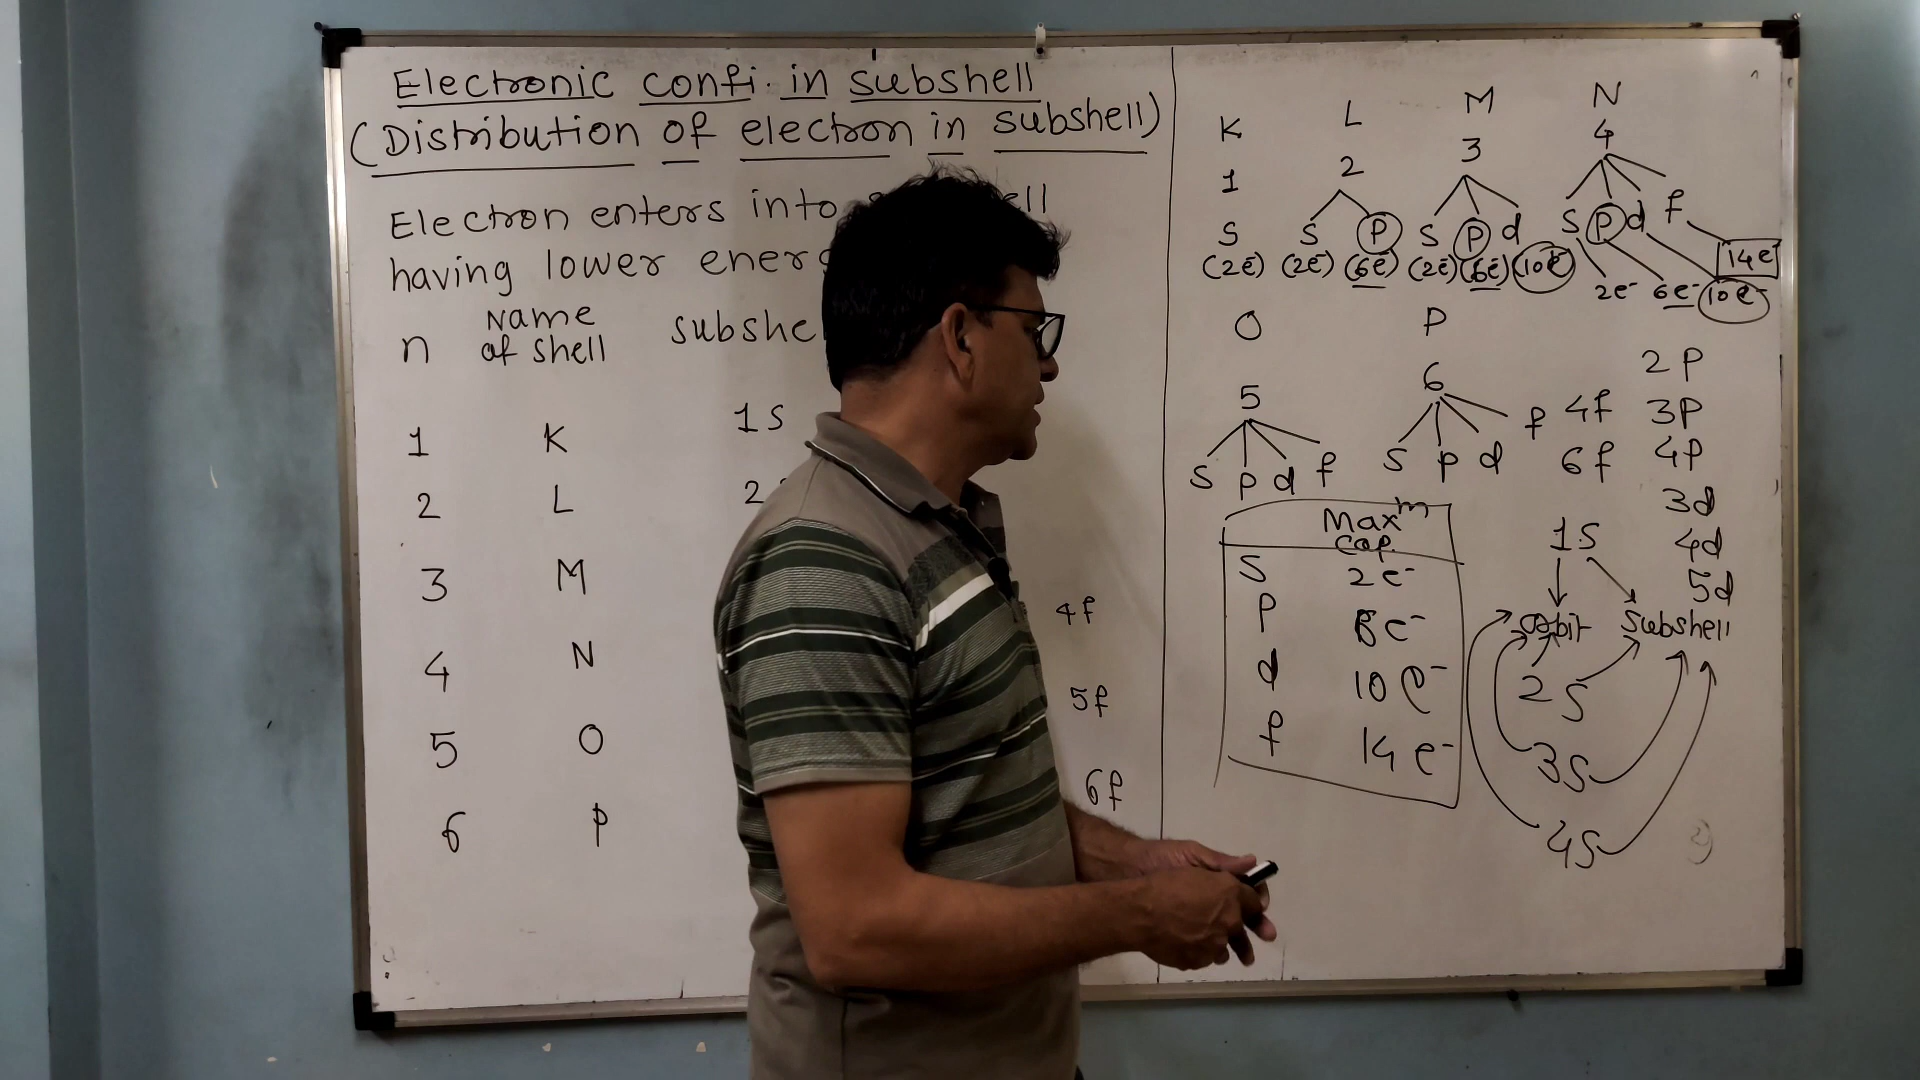 Electronic confi. in subshell
(Distribution of electron in subshell)
Electron enters into
having lower
n Name of shell
1 K 1s
2 L 2
3 M
4 N 4f
5 O 5f
6 P 6f
K L M N
1 2 3 4
s s p s p d s p d f
(2e⁻) (2e⁻) (6e⁻) (2e⁻) (6e⁻) 10e⁻ 2e⁻ 6e⁻ 10e⁻ 14e⁻
O P
5 6
s p d f s p d f
4f
6f
2p
3p
4p
3d
4d
5d
Maxᵐ
Cap.
s 2e⁻
p e⁻
d 10e⁻
f 14e⁻
1s
orbit subshell
2s
3s
4s